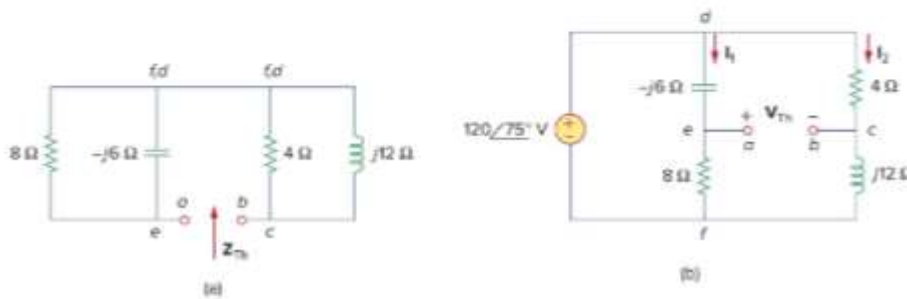 f,d f,d
8 Ω -j6 Ω 4 Ω j12 Ω
a b
e c
Z_Th
(a)
d
I₁ I₂
-j6 Ω 4 Ω
120/75° V + - e + V_Th - c
a b
8 Ω j12 Ω
f
(b)